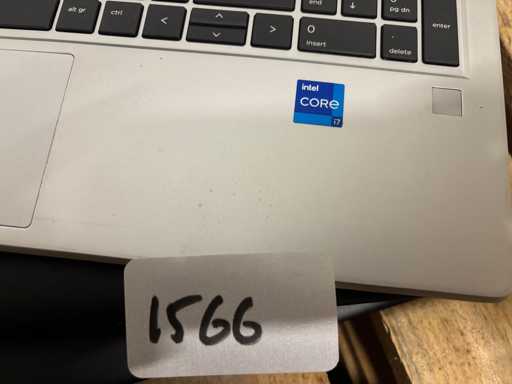 end
pg dn
alt gr
ctrl
<
^
v
>
0
insert
.
delete
enter
intel
CORE
i7
1566